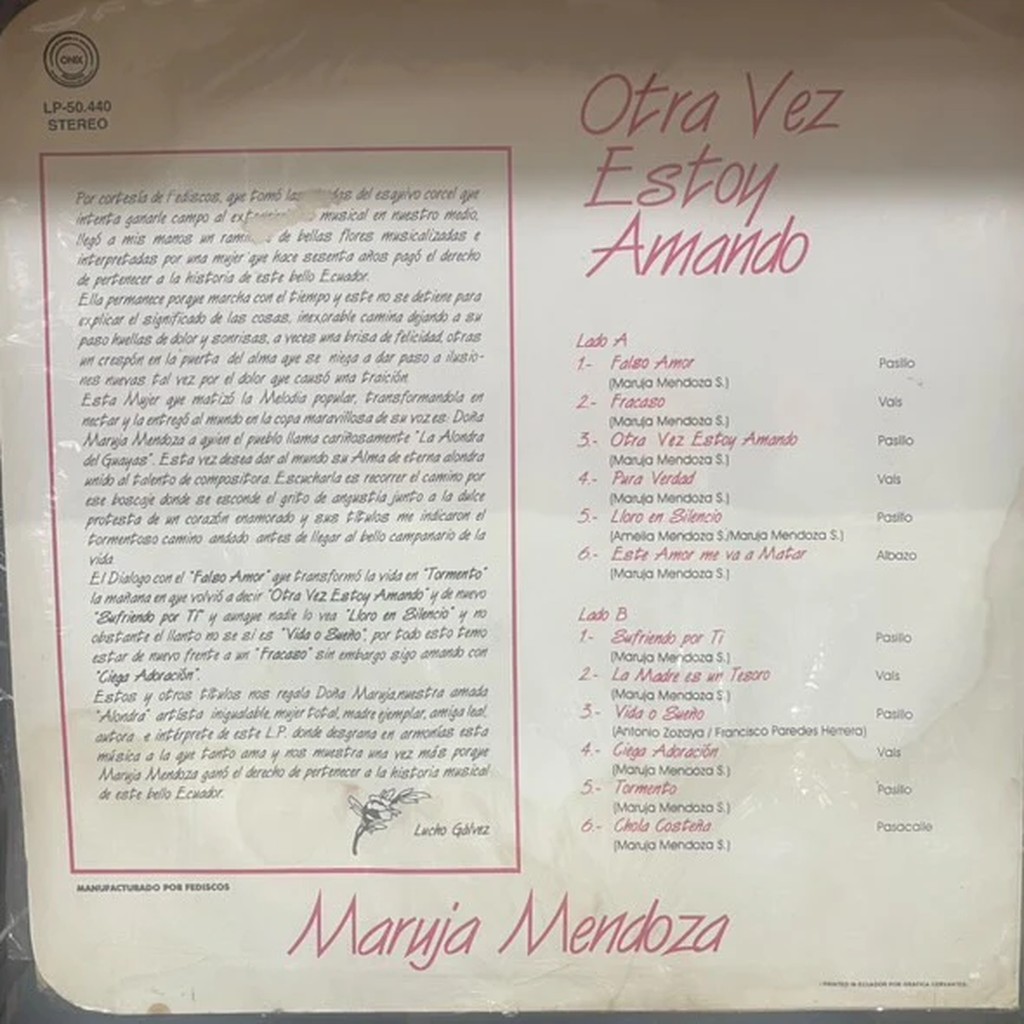 ONIX
LP-50.440
STEREO
Por cortesía de Fediscos, que tomó las del esquivo corcel que
intenta ganarle campo al musical en nuestro medio,
llegó a mis manos un de bellas flores musicalizadas e
interpretadas por una mujer que hace sesenta años pagó el derecho
de pertenecer a la historia de este bello Ecuador.
Ella permanece porque marcha con el tiempo y este no se detiene para
explicar el significado de las cosas, inexorable camina dejando a su
paso huellas de dolor y sonrisas, a veces una brisa de felicidad, otras
un crespón en la puerta del alma que se niega a dar paso a ilusio-
nes nuevas tal vez por el dolor que causó una traición.
Esta Mujer que matizó la Melodía popular, transformandola en
nectar y la entregó al mundo en la copa maravillosa de su voz es: Doña
Maruja Mendoza a quien el pueblo llama cariñosamente "La Alondra
del Guayas". Esta vez desea dar al mundo su Alma de eterna alondra
unido al talento de compositora. Escucharla es recorrer el camino por
ese boscaje donde se esconde el grito de angustia junto a la dulce
protesta de un corazón enamorado y sus títulos me indicaron el
tormentoso camino andado antes de llegar al bello campanario de la
vida.
El Dialogo con el "Falso Amor" que transformó la vida en "Tormento"
la mañana en que volvió a decir "Otra Vez Estoy Amando" y de nuevo
"Sufriendo por Tí" y aunque nadie lo vea "Lloro en Silencio" y no
obstante el llanto no se sí es "Vida o Sueño", por todo esto temo
estar de nuevo frente a un "Fracaso" sin embargo sigo amando con
"Ciega Adoración".
Estos y otros títulos nos regala Doña Maruja,nuestra amada
"Alondra" artísta inigualable, mujer total, madre ejemplar, amiga leal,
autora e intérprete de este L.P. donde desgrana en armonías esta
música a la que tanto ama y nos muestra una vez más porque
Maruja Mendoza ganó el derecho de pertenecer a la historia musical
de este bello Ecuador.
Lucho Gálvez
MANUFACTURADO POR FEDISCOS
Otra Vez
Estoy
Amando
Lado A
1.- Falso Amor Pasillo
(Maruja Mendoza S.)
2.- Fracaso Vals
(Maruja Mendoza S.)
3.- Otra Vez Estoy Amando Pasillo
(Maruja Mendoza S.)
4.- Pura Verdad Vals
(Maruja Mendoza S.)
5.- Lloro en Silencio Pasillo
(Amelia Mendoza S./Maruja Mendoza S.)
6.- Este Amor me va a Matar Albazo
(Maruja Mendoza S.)
Lado B
1.- Sufriendo por Ti Pasillo
(Maruja Mendoza S.)
2.- La Madre es un Tesoro Vals
(Maruja Mendoza S.)
3.- Vida o Sueño Pasillo
(Antonio Zozaya / Francisco Paredes Herrera)
4.- Ciega Adoración Vals
(Maruja Mendoza S.)
5.- Tormento Pasillo
(Maruja Mendoza S.)
6.- Chola Costeña Pasacalle
(Maruja Mendoza S.)
Maruja Mendoza
PRINTED IN ECUADOR POR GRAFICA CERVANTES